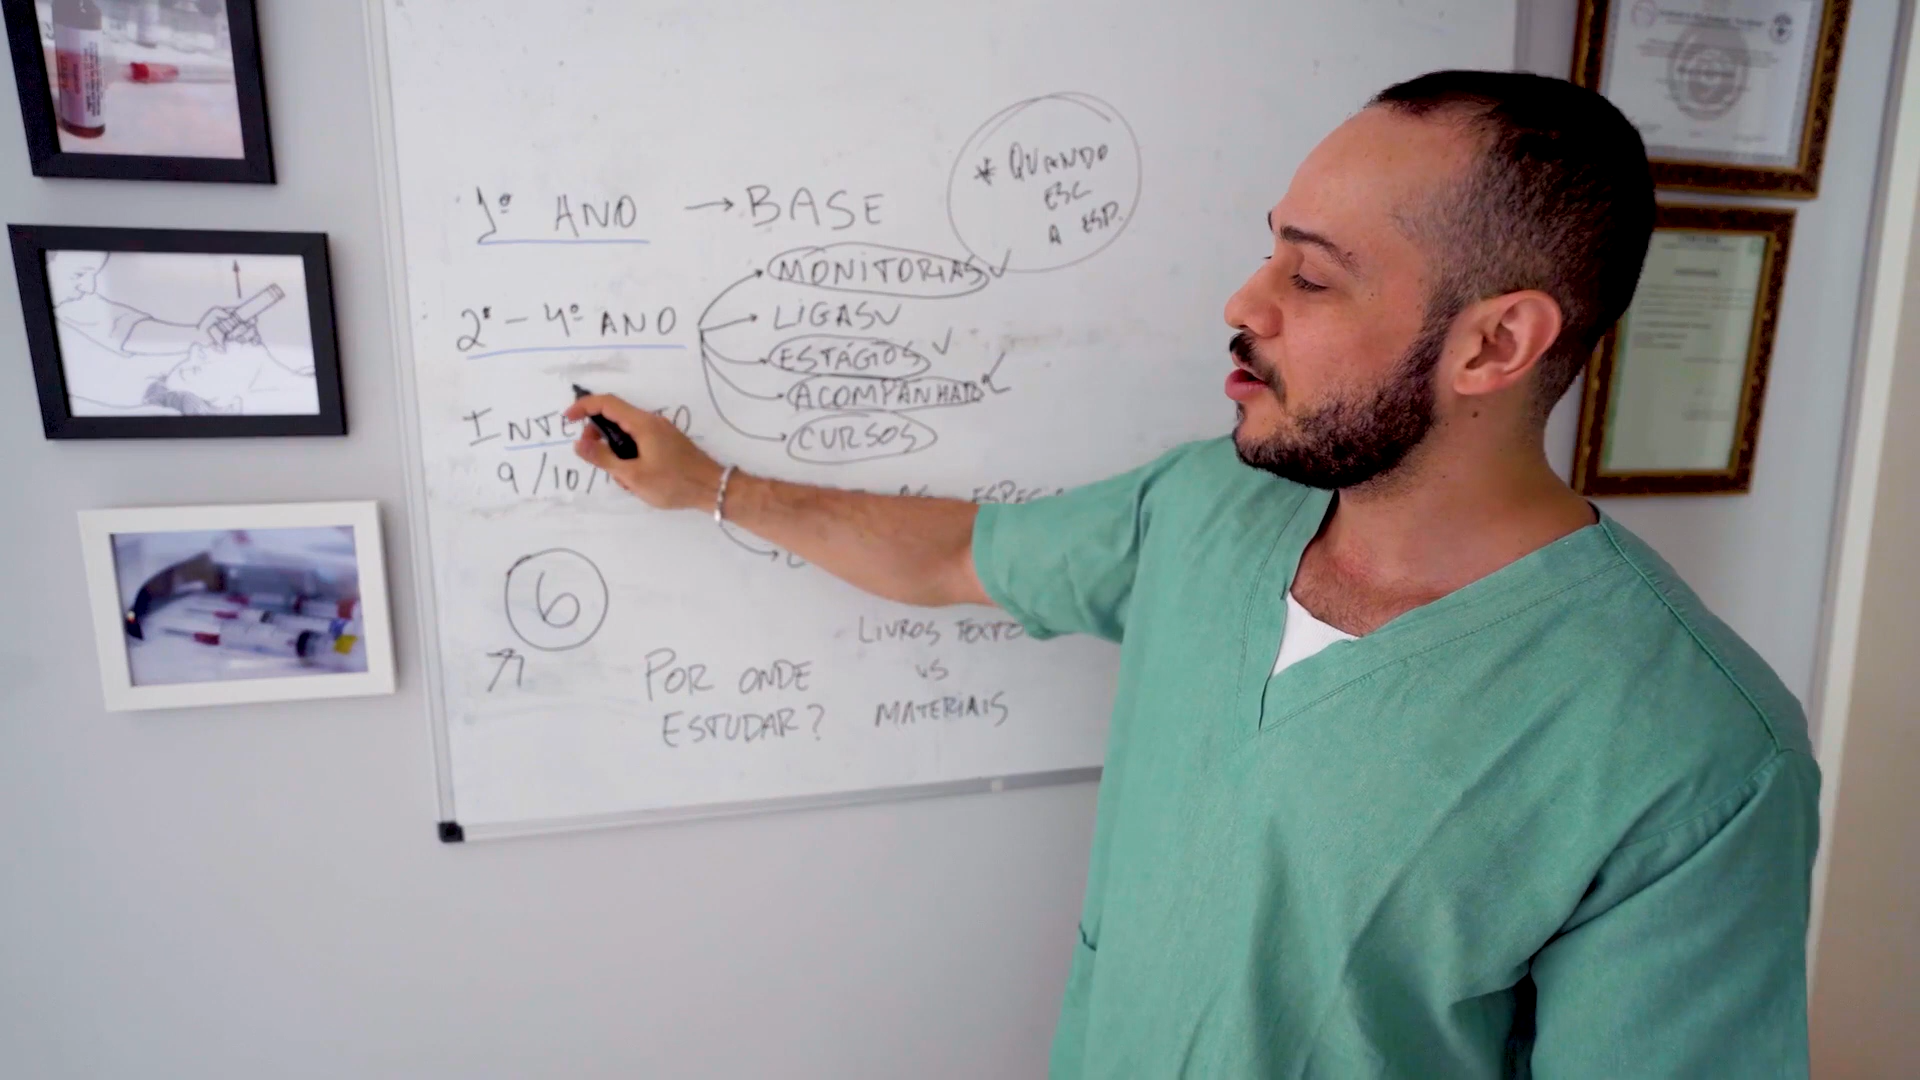 1º ANO → BASE
* QUANDO
ESC
A ESP.
2º - 4º ANO
MONITORIAS ✓
LIGAS ✓
ESTÁGIOS ✓
CURSOS
9/10/
6
POR ONDE
ESTUDAR?
LIVROS TEXTO
VS
MATERIAIS